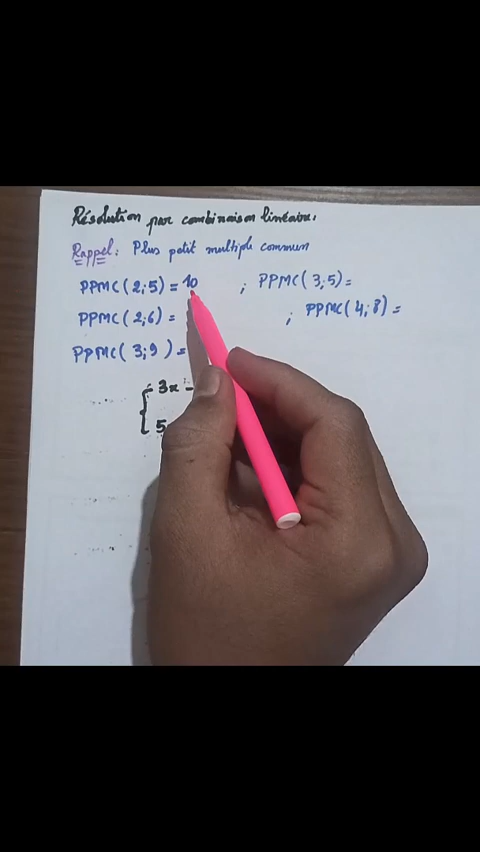 Résolution par combinaison linéaire.
Rappel: Plus petit multiple commun
PPMC(2;5)=10 ; PPMC(3;5)=
PPMC(2;6)= ; PPMC(4;8)=
PPMC(3;9)=
3x -
5